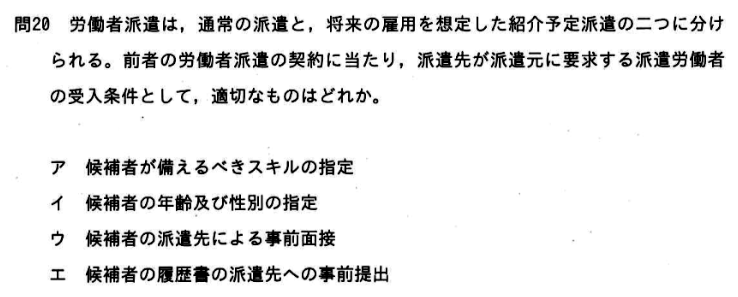 問20 労働者派遣は，通常の派遣と，将来の雇用を想定した紹介予定派遣の二つに分け
られる。前者の労働者派遣の契約に当たり，派遣先が派遣元に要求する派遣労働者
の受入条件として，適切なものはどれか。
ア 候補者が備えるべきスキルの指定
イ 候補者の年齢及び性別の指定
ウ 候補者の派遣先による事前面接
エ 候補者の履歴書の派遣先への事前提出